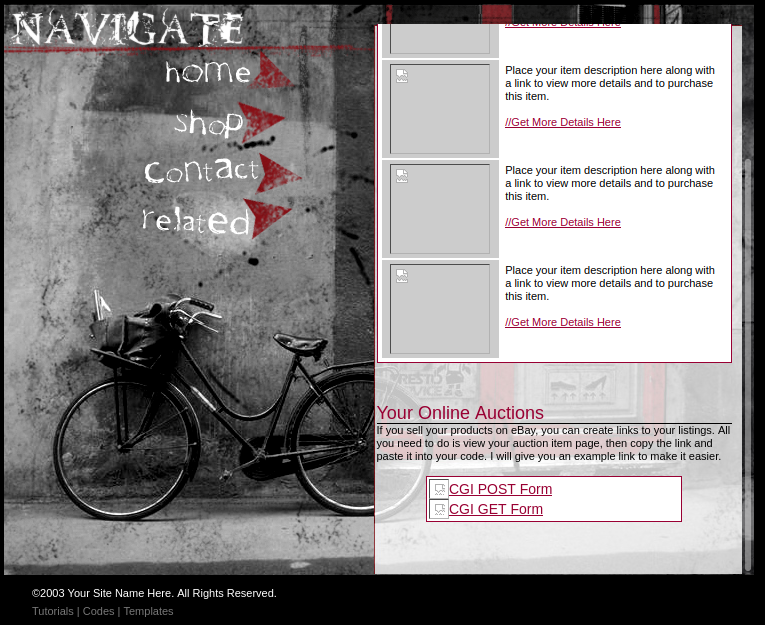 NAVIGATE
home
shop
contact
related
//Get More Details Here
Place your item description here along with
a link to view more details and to purchase
this item.
//Get More Details Here
Place your item description here along with
a link to view more details and to purchase
this item.
//Get More Details Here
Place your item description here along with
a link to view more details and to purchase
this item.
//Get More Details Here
Your Online Auctions
If you sell your products on eBay, you can create links to your listings. All
you need to do is view your auction item page, then copy the link and
paste it into your code. I will give you an example link to make it easier.
CGI POST Form
CGI GET Form
©2003 Your Site Name Here. All Rights Reserved.
Tutorials | Codes | Templates